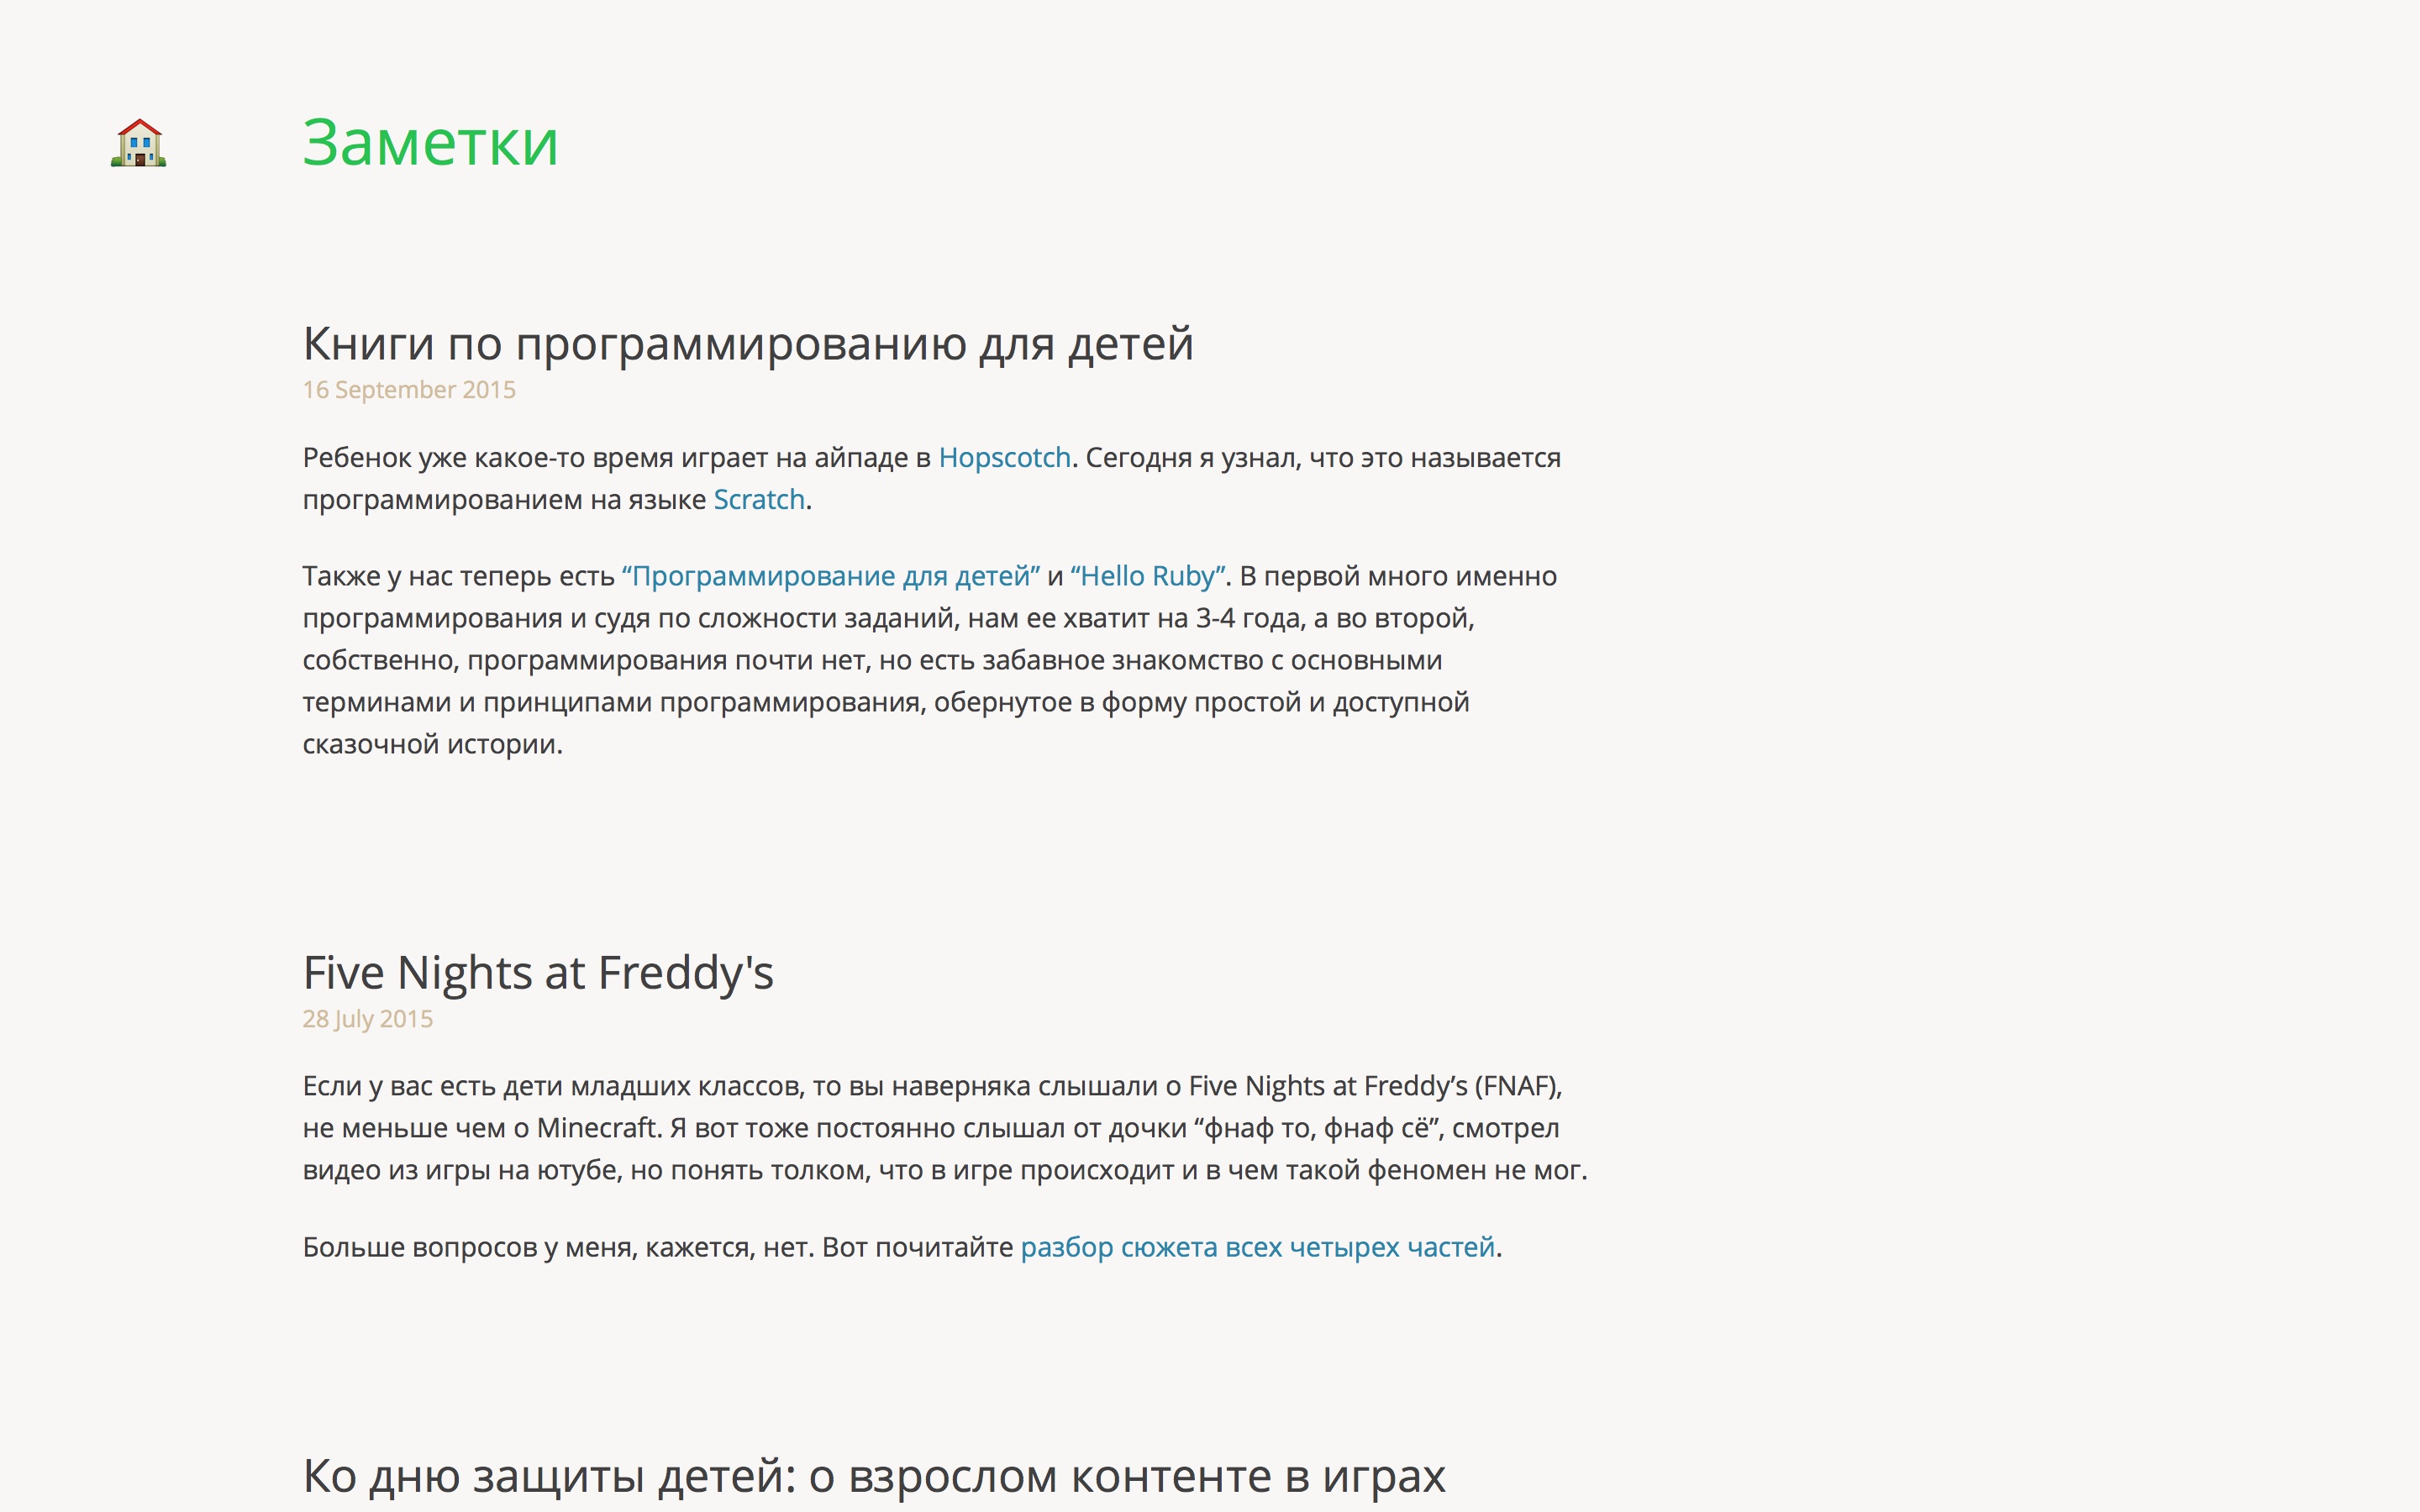 Заметки
Книги по программированию для детей
16 September 2015
Ребенок уже какое-то время играет на айпаде в Hopscotch. Сегодня я узнал, что это называется
программированием на языке Scratch.
Также у нас теперь есть “Программирование для детей” и “Hello Ruby”. В первой много именно
программирования и судя по сложности заданий, нам ее хватит на 3-4 года, а во второй,
собственно, программирования почти нет, но есть забавное знакомство с основными
терминами и принципами программирования, обернутое в форму простой и доступной
сказочной истории.
Five Nights at Freddy's
28 July 2015
Если у вас есть дети младших классов, то вы наверняка слышали о Five Nights at Freddy’s (FNAF),
не меньше чем о Minecraft. Я вот тоже постоянно слышал от дочки “фнаф то, фнаф сё”, смотрел
видео из игры на ютубе, но понять толком, что в игре происходит и в чем такой феномен не мог.
Больше вопросов у меня, кажется, нет. Вот почитайте разбор сюжета всех четырех частей.
Ко дню защиты детей: о взрослом контенте в играх